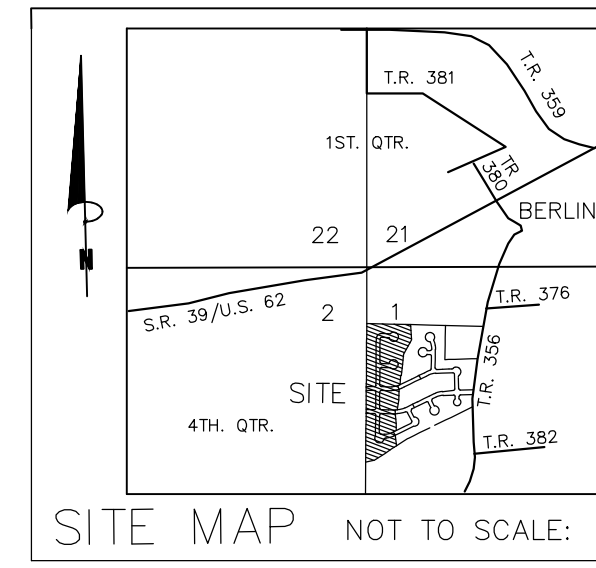 T.R. 381
T.R. 359
1ST. QTR.
TR
380
BERLIN
22
21
N
T.R. 376
S.R. 39/U.S. 62
2
1
T.R. 356
SITE
4TH. QTR.
T.R. 382
SITE MAP NOT TO SCALE: